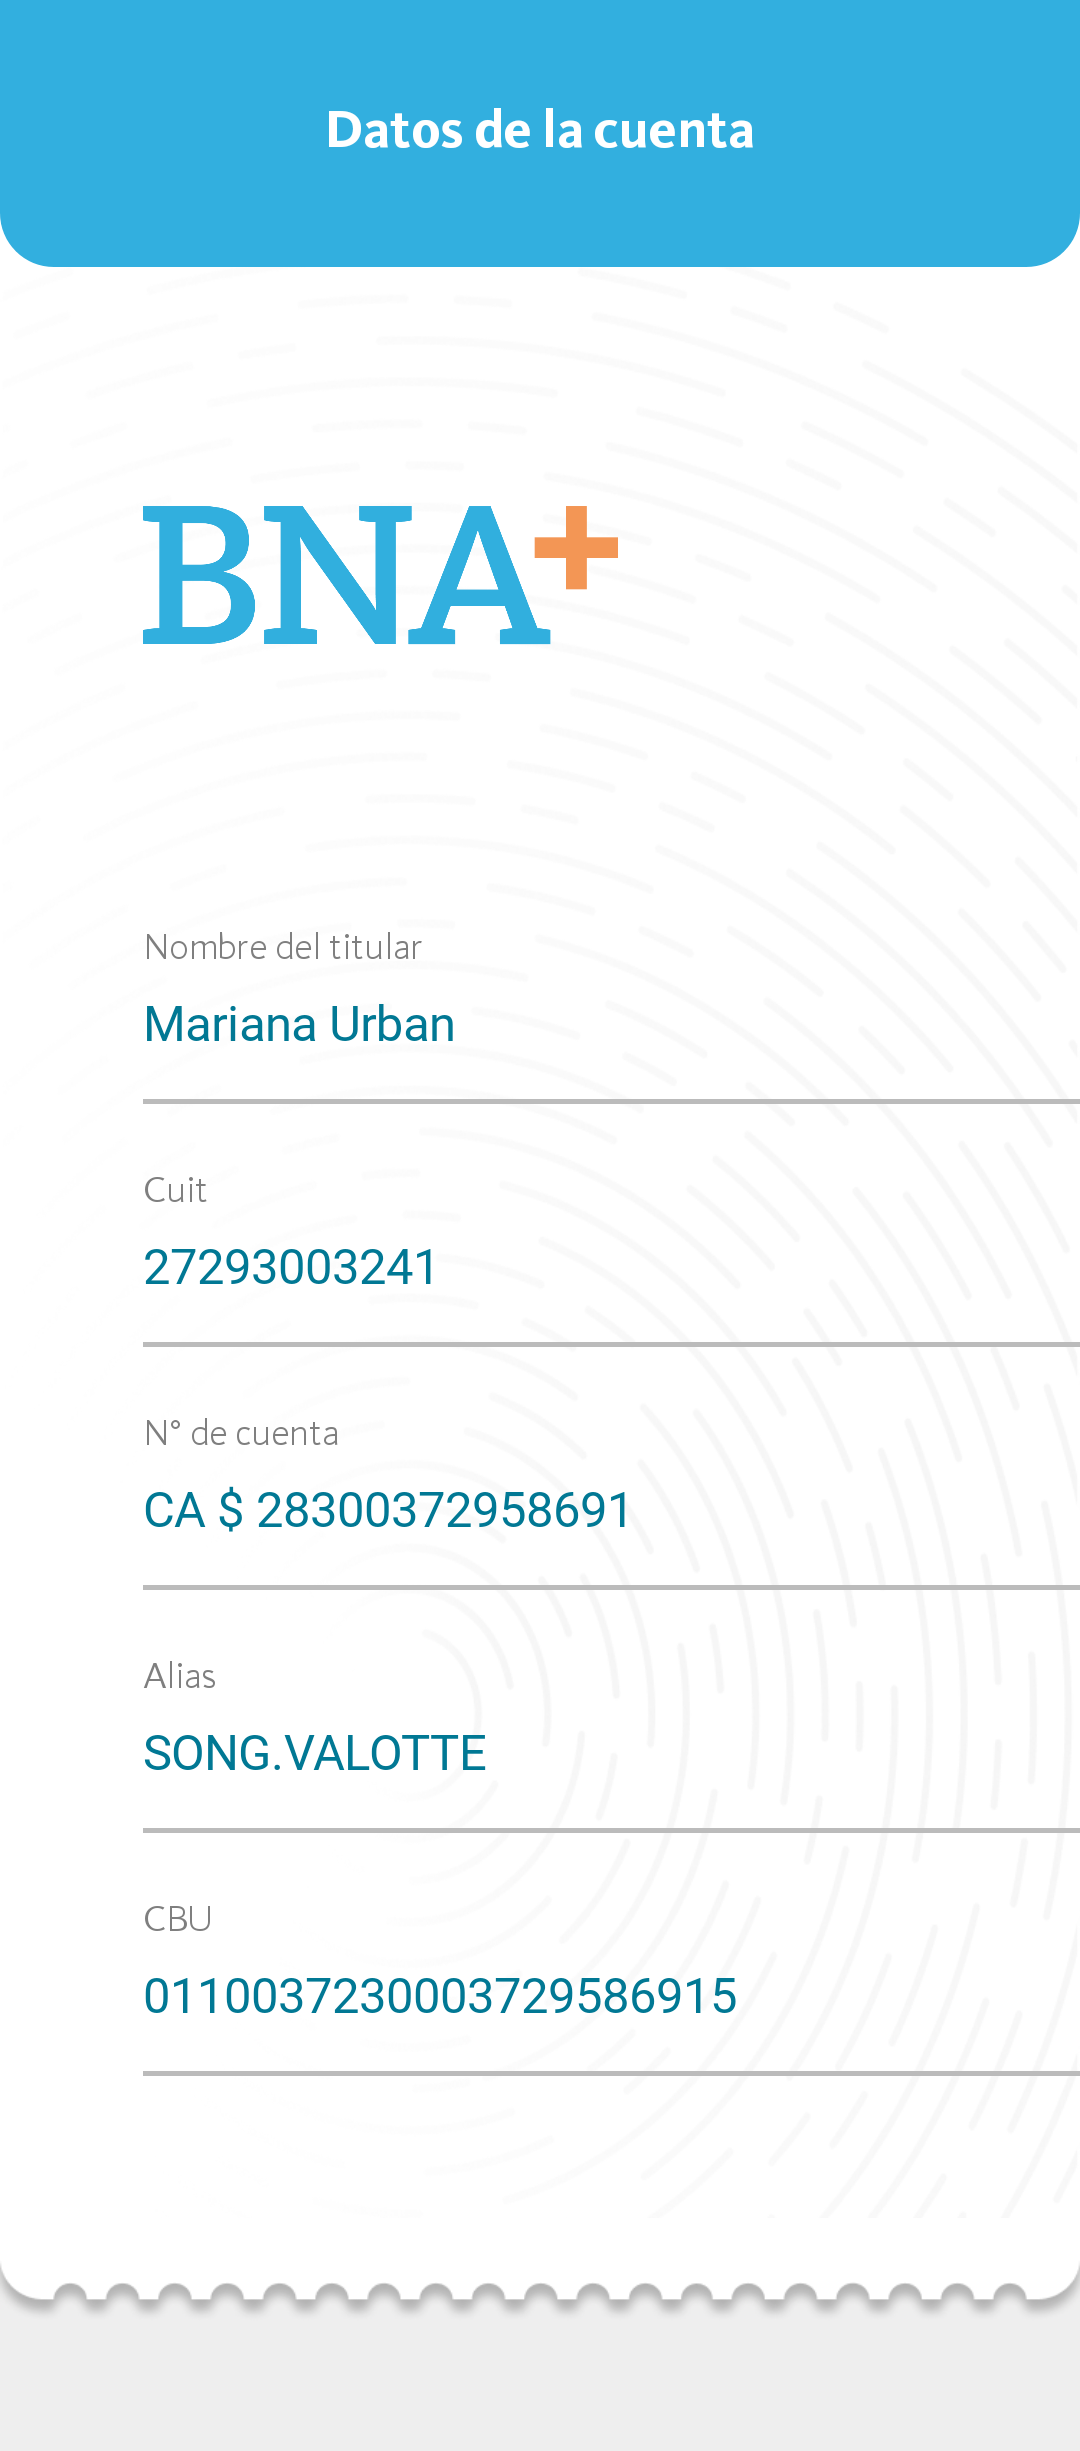 Datos de la cuenta
BNA+
Nombre del titular
Mariana Urban
Cuit
27293003241
N° de cuenta
CA $ 28300372958691
Alias
SONG.VALOTTE
CBU
0110037230003729586915